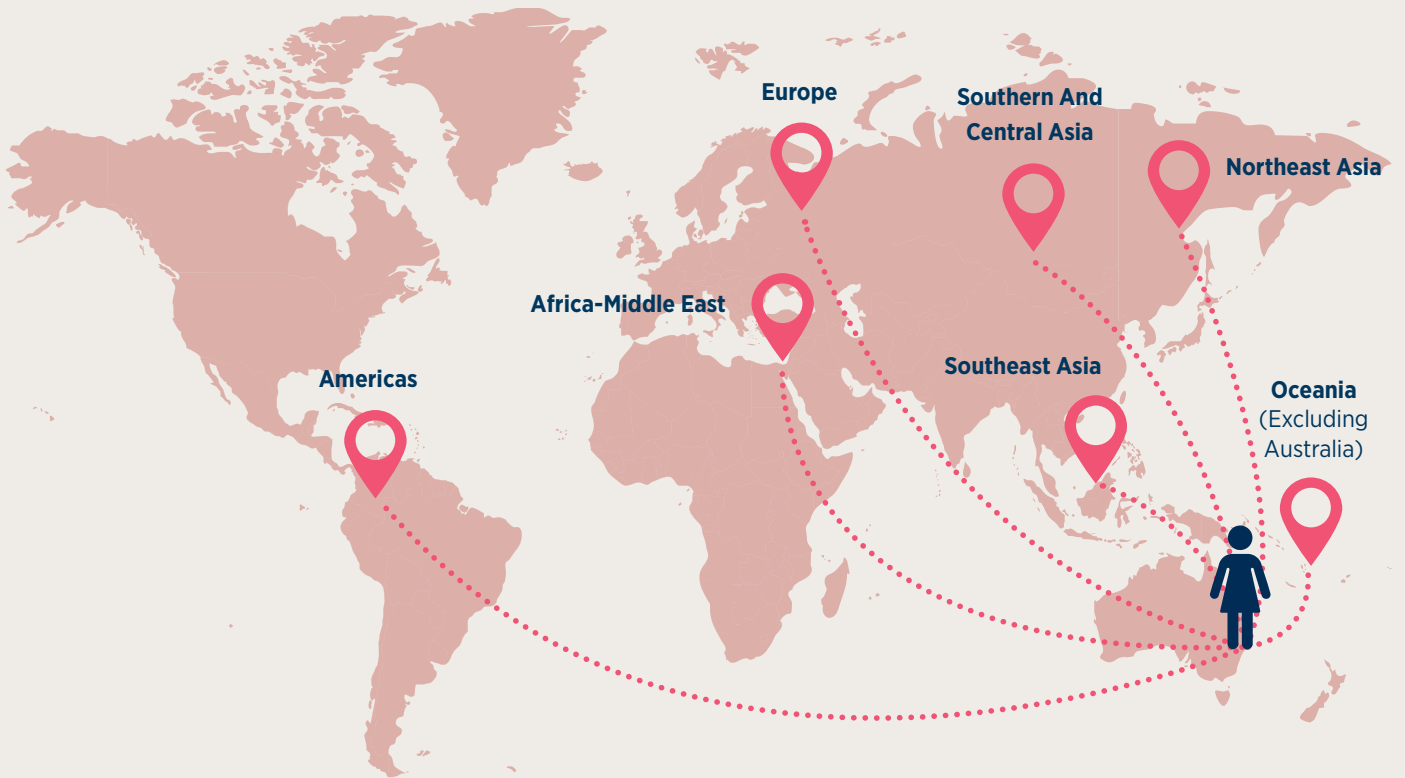 Europe
Southern And
Central Asia
Northeast Asia
Africa-Middle East
Southeast Asia
Americas
Oceania
(Excluding
Australia)